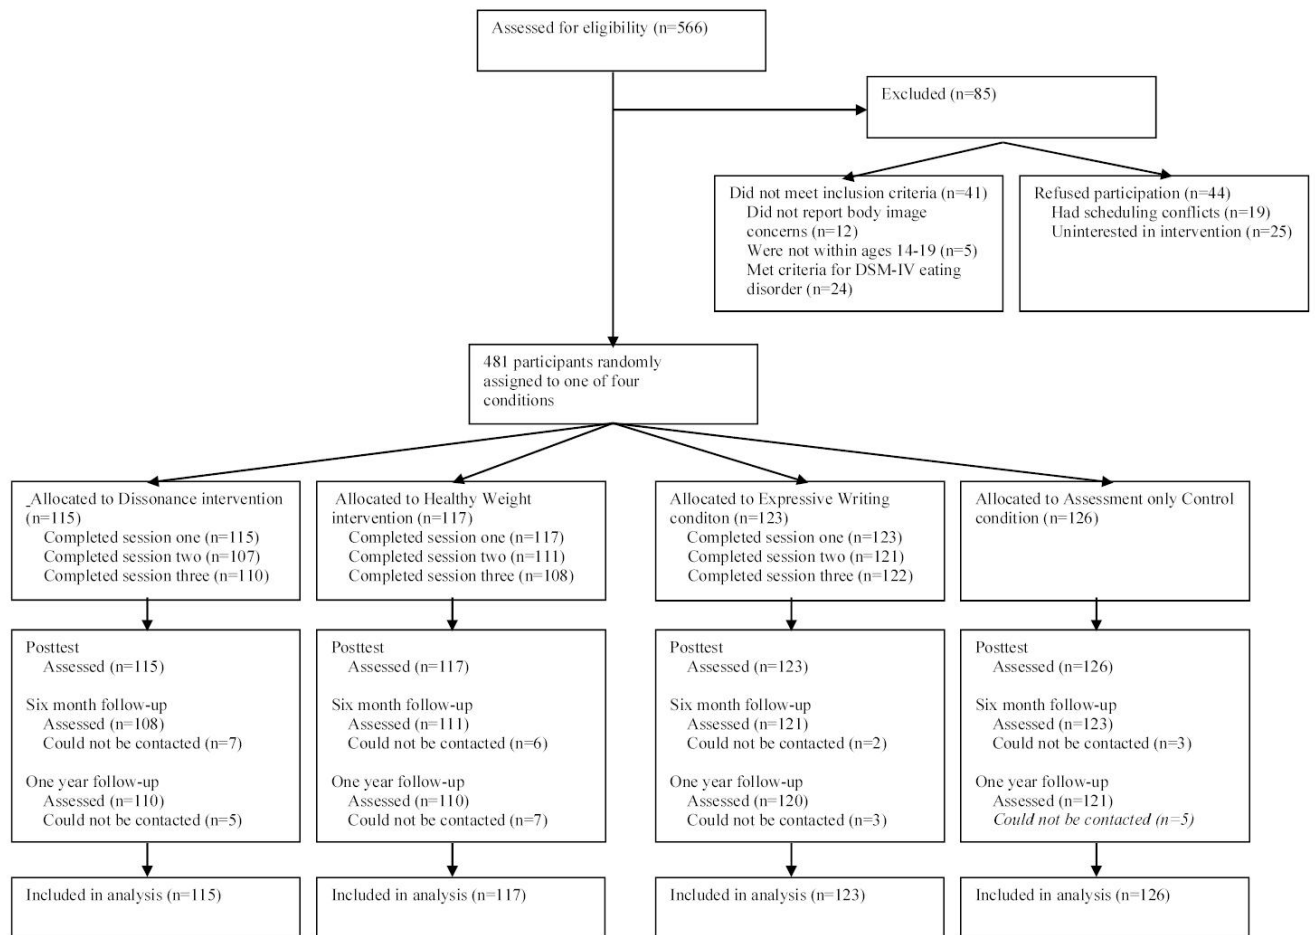 Assessed for eligibility (n=566)
Excluded (n=85)
Did not meet inclusion criteria (n=41)
Did not report body image
concerns (n=12)
Were not within ages 14-19 (n=5)
Met criteria for DSM-IV eating
disorder (n=24)
Refused participation (n=44)
Had scheduling conflicts (n=19)
Uninterested in intervention (n=25)
481 participants randomly
assigned to one of four
conditions
Allocated to Dissonance intervention
(n=115)
Completed session one (n=115)
Completed session two (n=107)
Completed session three (n=110)
Allocated to Healthy Weight
intervention (n=117)
Completed session one (n=117)
Completed session two (n=111)
Completed session three (n=108)
Allocated to Expressive Writing
conditon (n=123)
Completed session one (n=123)
Completed session two (n=121)
Completed session three (n=122)
Allocated to Assessment only Control
condition (n=126)
Posttest
Assessed (n=115)
Six month follow-up
Assessed (n=108)
Could not be contacted (n=7)
One year follow-up
Assessed (n=110)
Could not be contacted (n=5)
Posttest
Assessed (n=117)
Six month follow-up
Assessed (n=111)
Could not be contacted (n=6)
One year follow-up
Assessed (n=110)
Could not be contacted (n=7)
Posttest
Assessed (n=123)
Six month follow-up
Assessed (n=121)
Could not be contacted (n=2)
One year follow-up
Assessed (n=120)
Could not be contacted (n=3)
Posttest
Assessed (n=126)
Six month follow-up
Assessed (n=123)
Could not be contacted (n=3)
One year follow-up
Assessed (n=121)
Could not be contacted (n=5)
Included in analysis (n=115)
Included in analysis (n=117)
Included in analysis (n=123)
Included in analysis (n=126)